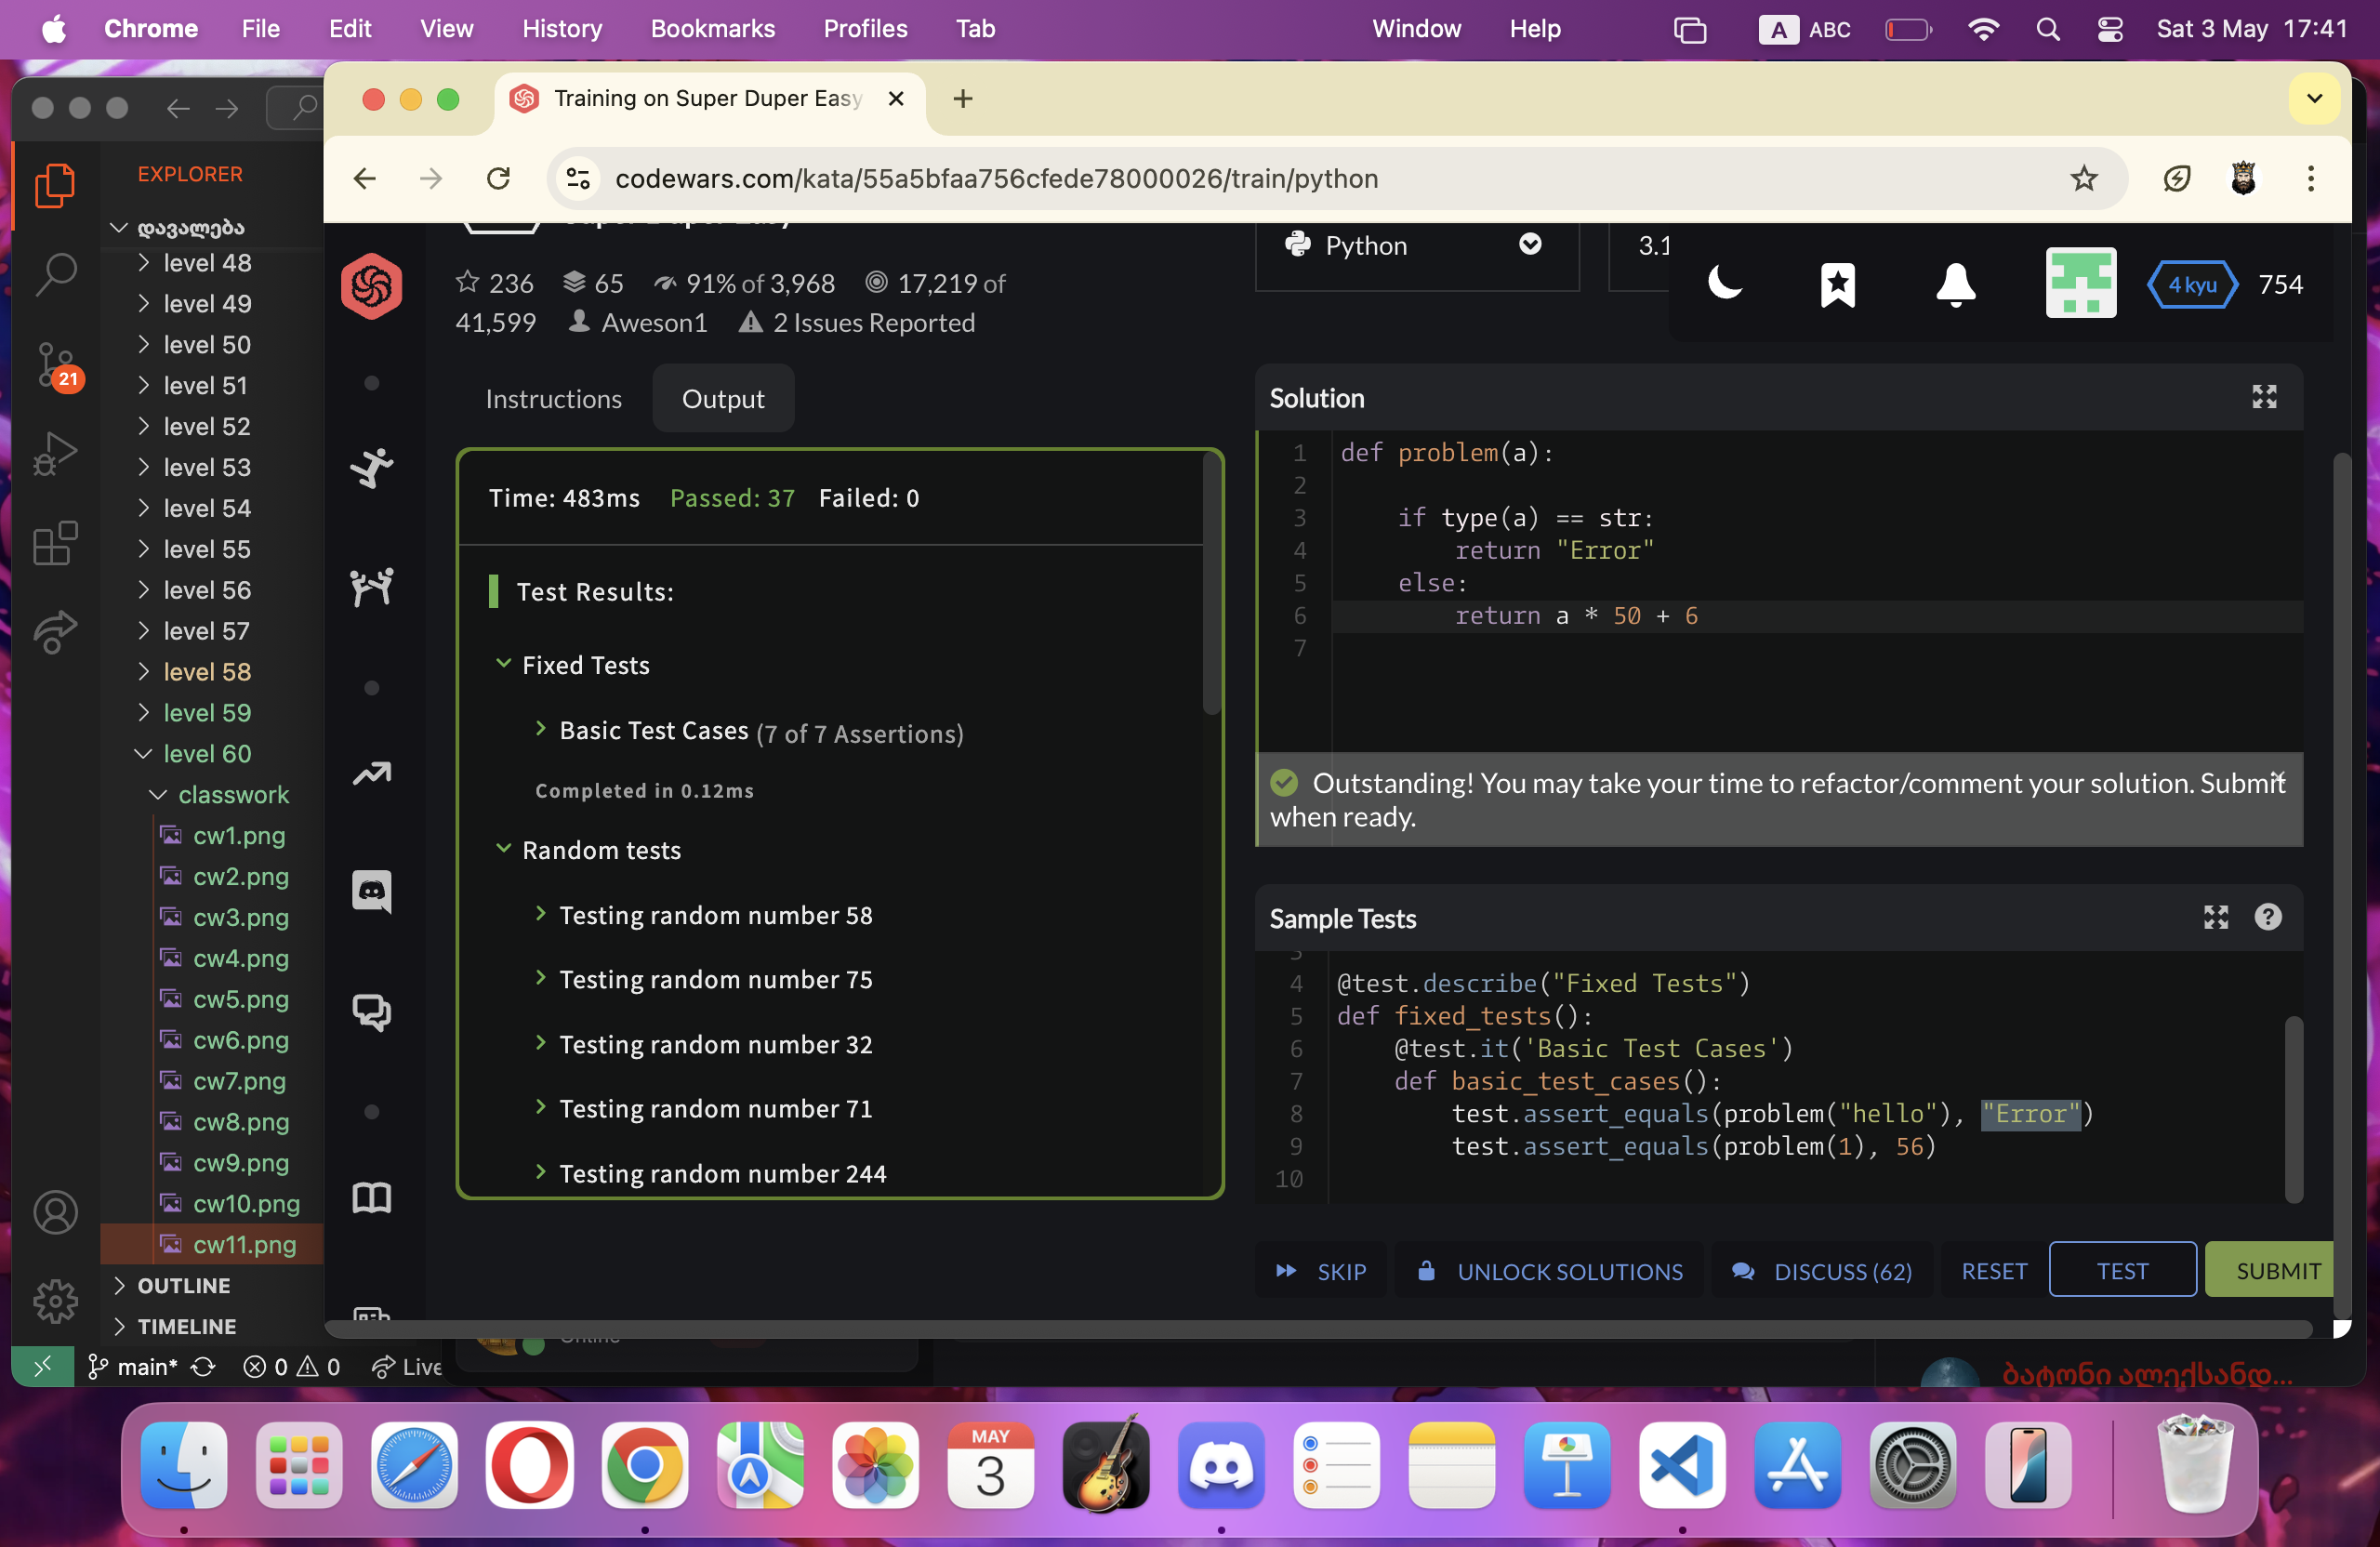 Chrome File Edit View History Bookmarks Profiles Tab Window Help A ABC Sat 3 May 17:41
Training on Super Duper Easy
codewars.com/kata/55a5bfaa756cfede78000026/train/python
EXPLORER
დავალება
level 48
level 49
level 50
level 51
level 52
level 53
level 54
level 55
level 56
level 57
level 58
level 59
level 60
classwork
cw1.png
cw2.png
cw3.png
cw4.png
cw5.png
cw6.png
cw7.png
cw8.png
cw9.png
cw10.png
cw11.png
OUTLINE
TIMELINE
21
main* 0 0 Live
Super Duper Easy
236 65 91% of 3,968 17,219 of
41,599 Aweson1 2 Issues Reported
Python
3.1
4 kyu 754
Instructions Output
Time: 483ms Passed: 37 Failed: 0
Test Results:
Fixed Tests
Basic Test Cases (7 of 7 Assertions)
Completed in 0.12ms
Random tests
Testing random number 58
Testing random number 75
Testing random number 32
Testing random number 71
Testing random number 244
Solution
1 def problem(a):
2
3 if type(a) == str:
4 return "Error"
5 else:
6 return a * 50 + 6
7
Outstanding! You may take your time to refactor/comment your solution. Submit
when ready.
Sample Tests
3
4 @test.describe("Fixed Tests")
5 def fixed_tests():
6 @test.it('Basic Test Cases')
7 def basic_test_cases():
8 test.assert_equals(problem("hello"), "Error")
9 test.assert_equals(problem(1), 56)
10
SKIP UNLOCK SOLUTIONS DISCUSS (62) RESET TEST SUBMIT
Online
ბატონი ალექსანდ...
MAY
3